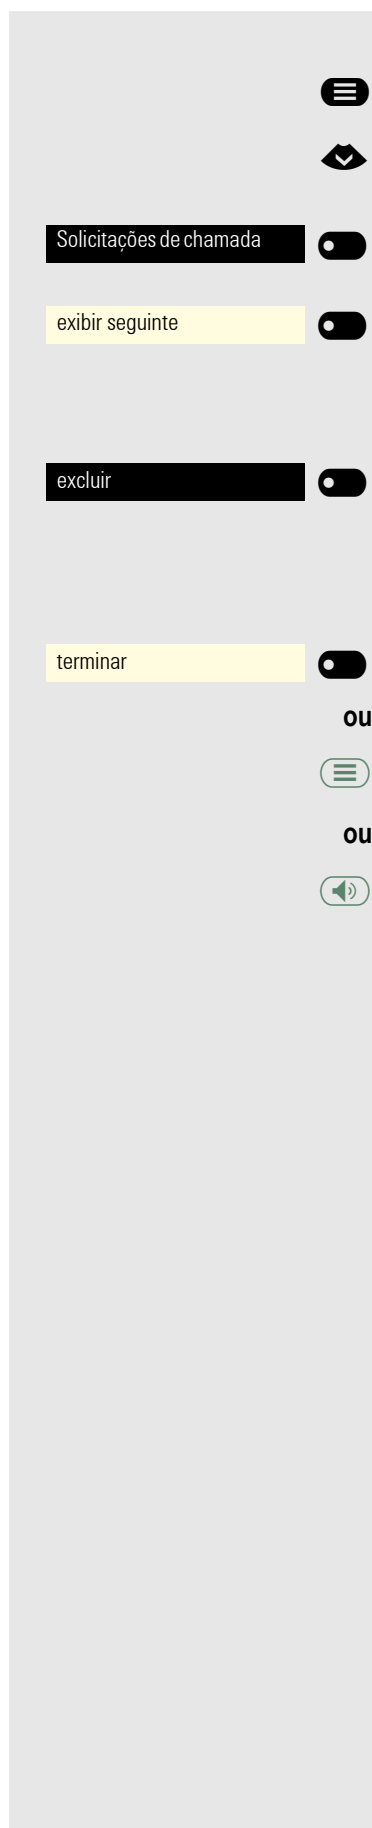 Solicitações de chamada
exibir seguinte
excluir
terminar
ou
ou